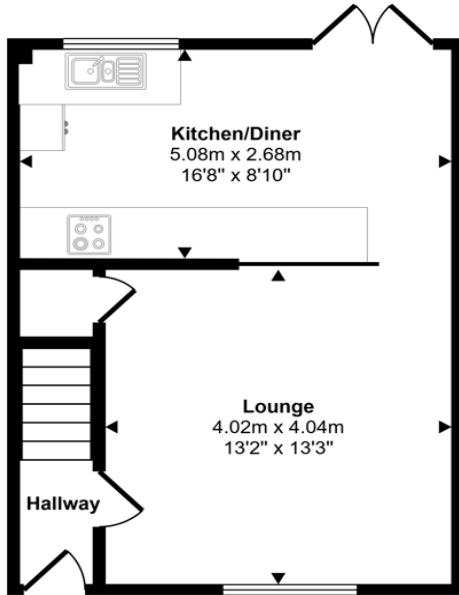 Kitchen/Diner
5.08m x 2.68m
16'8" x 8'10"
Lounge
4.02m x 4.04m
13'2" x 13'3"
Hallway